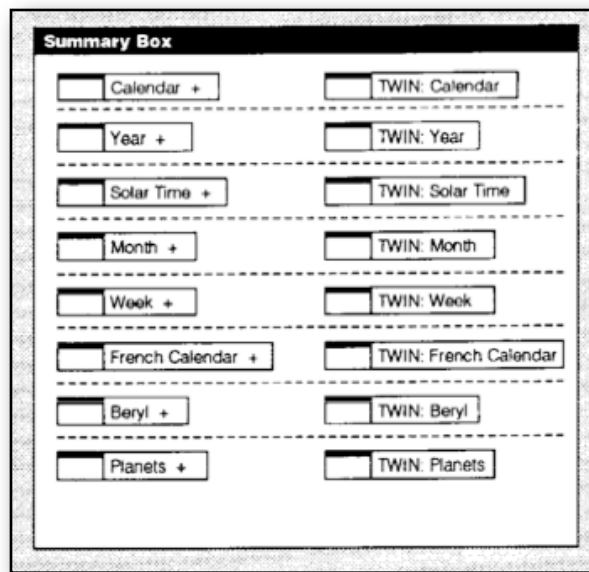 Summary Box
Calendar + TWIN: Calendar
Year + TWIN: Year
Solar Time + TWIN: Solar Time
Month + TWIN: Month
Week + TWIN: Week
French Calendar + TWIN: French Calendar
Beryl + TWIN: Beryl
Planets + TWIN: Planets